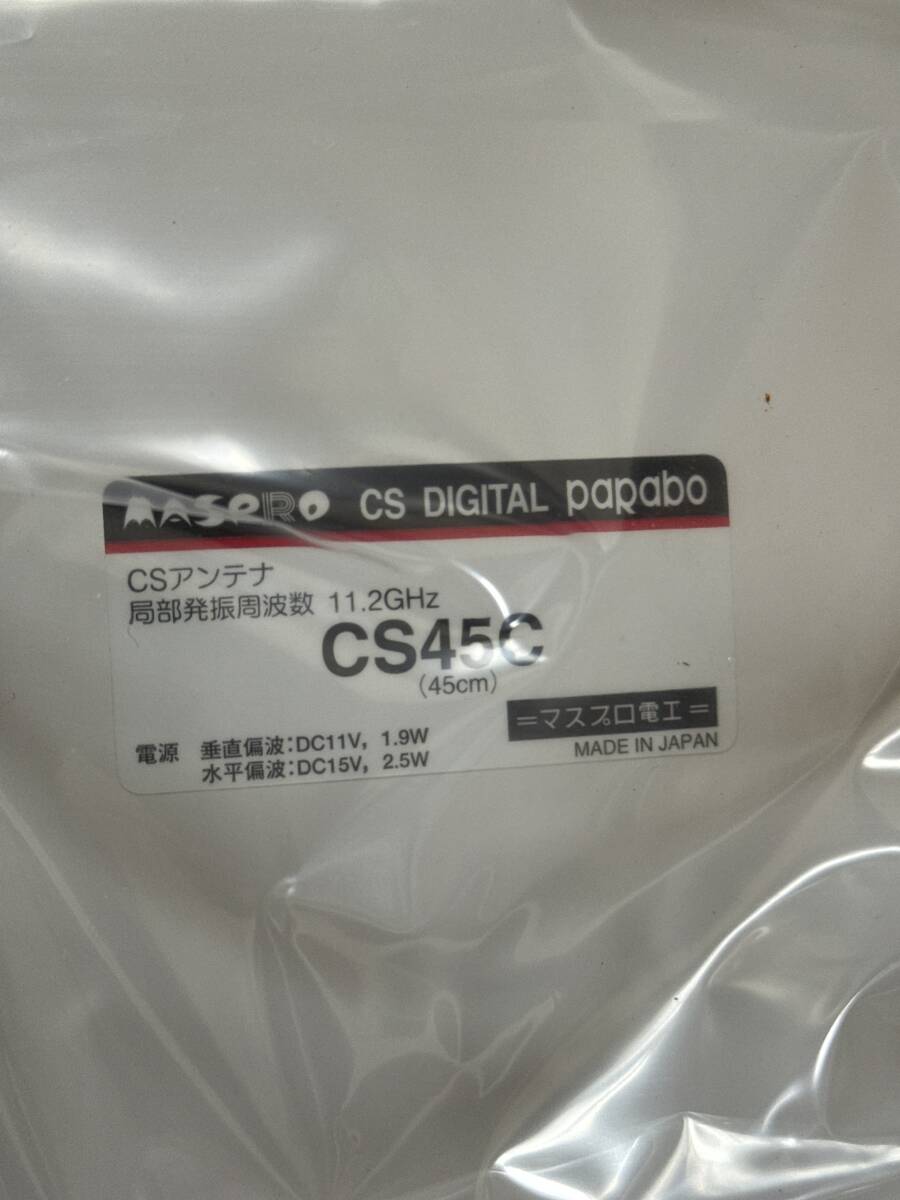 MASPRO CS DIGITAL papabo
CSアンテナ
局部発振周波数 11.2GHz
CS45C
(45cm)
=マスプロ電工=
電源 垂直偏波:DC11V, 1.9W
水平偏波:DC15V, 2.5W
MADE IN JAPAN